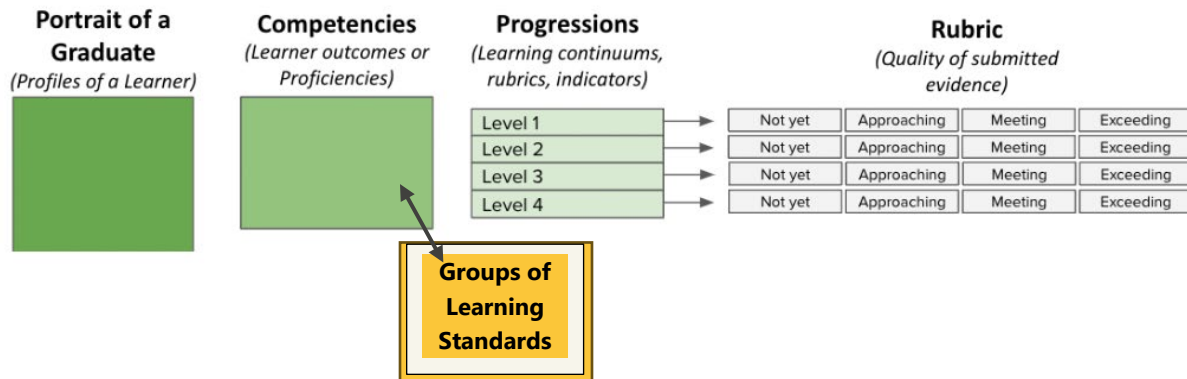 Portrait of a
Graduate
(Profiles of a Learner)
Competencies
(Learner outcomes or
Proficiencies)
Progressions
(Learning continuums,
rubrics, indicators)
Rubric
(Quality of submitted
evidence)
Level 1
Not yet Approaching Meeting Exceeding
Level 2
Not yet Approaching Meeting Exceeding
Level 3
Not yet Approaching Meeting Exceeding
Level 4
Not yet Approaching Meeting Exceeding
Groups of
Learning
Standards